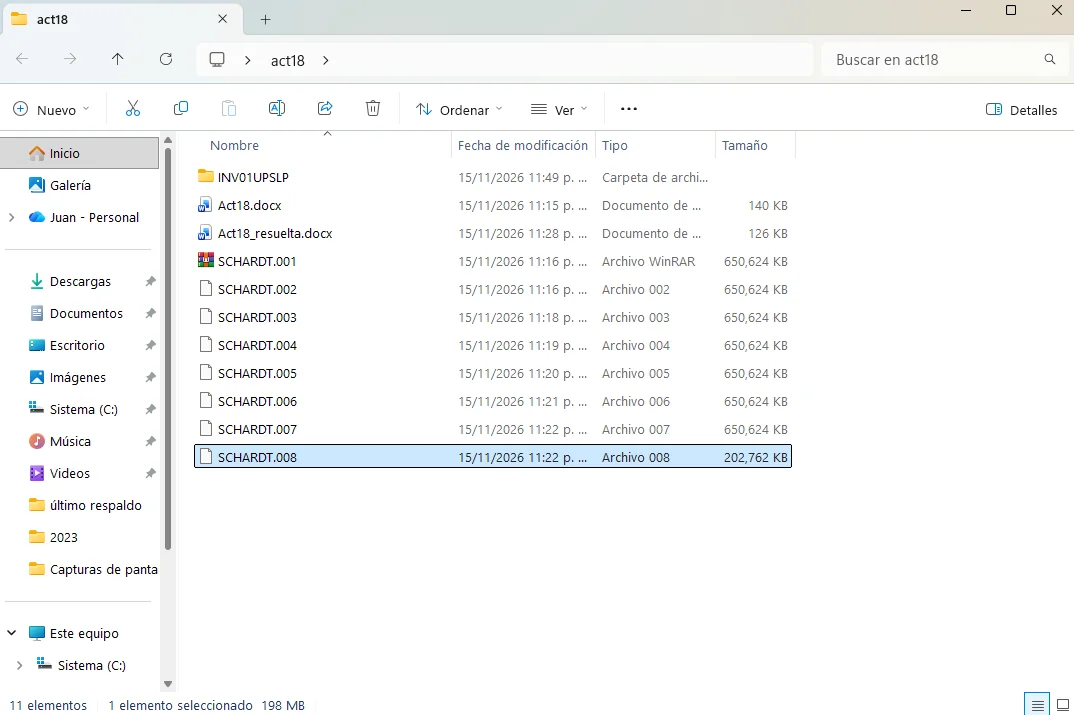 act18
act18
Buscar en act18
Nuevo
Ordenar
Ver
Detalles
Inicio
Galería
Juan - Personal
Descargas
Documentos
Escritorio
Imágenes
Sistema (C:)
Música
Videos
último respaldo
2023
Capturas de panta
Este equipo
Sistema (C:)
Nombre Fecha de modificación Tipo Tamaño
INV01UPSLP 15/11/2026 11:49 p. ... Carpeta de archi...
Act18.docx 15/11/2026 11:15 p. ... Documento de ... 140 KB
Act18_resuelta.docx 15/11/2026 11:28 p. ... Documento de ... 126 KB
SCHARDT.001 15/11/2026 11:16 p. ... Archivo WinRAR 650,624 KB
SCHARDT.002 15/11/2026 11:16 p. ... Archivo 002 650,624 KB
SCHARDT.003 15/11/2026 11:18 p. ... Archivo 003 650,624 KB
SCHARDT.004 15/11/2026 11:19 p. ... Archivo 004 650,624 KB
SCHARDT.005 15/11/2026 11:20 p. ... Archivo 005 650,624 KB
SCHARDT.006 15/11/2026 11:21 p. ... Archivo 006 650,624 KB
SCHARDT.007 15/11/2026 11:22 p. ... Archivo 007 650,624 KB
SCHARDT.008 15/11/2026 11:22 p. ... Archivo 008 202,762 KB
11 elementos 1 elemento seleccionado 198 MB